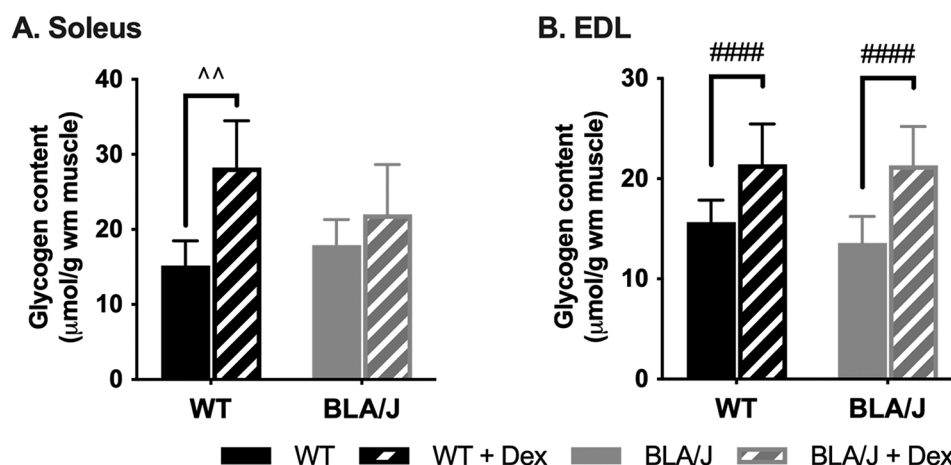 A. Soleus
^^
40
30
20
10
0
Glycogen content
(μmol/g wm muscle)
WT
BLA/J
B. EDL
####
####
30
20
10
0
Glycogen content
(μmol/g wm muscle)
WT
BLA/J
WT
WT + Dex
BLA/J
BLA/J + Dex